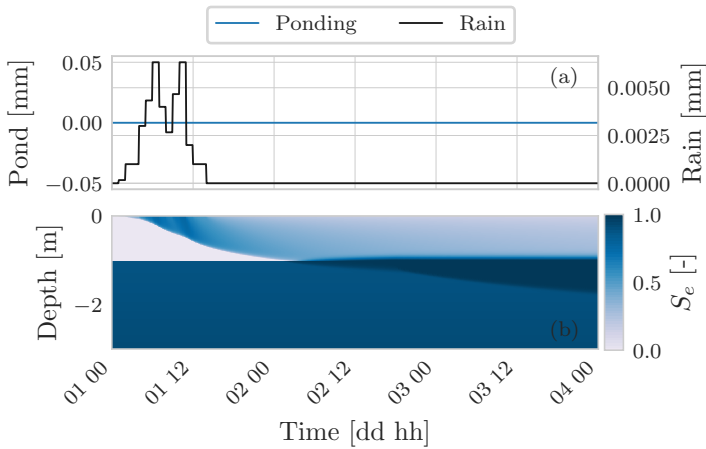 Ponding Rain
Pond [mm]
0.05
0.00
−0.05
(a)
0.0050
0.0025
0.0000
Rain [mm]
Depth [m]
0
−2
(b)
1.0
0.5
0.0
S_e [-]
01 00
01 12
02 00
02 12
03 00
03 12
04 00
Time [dd hh]